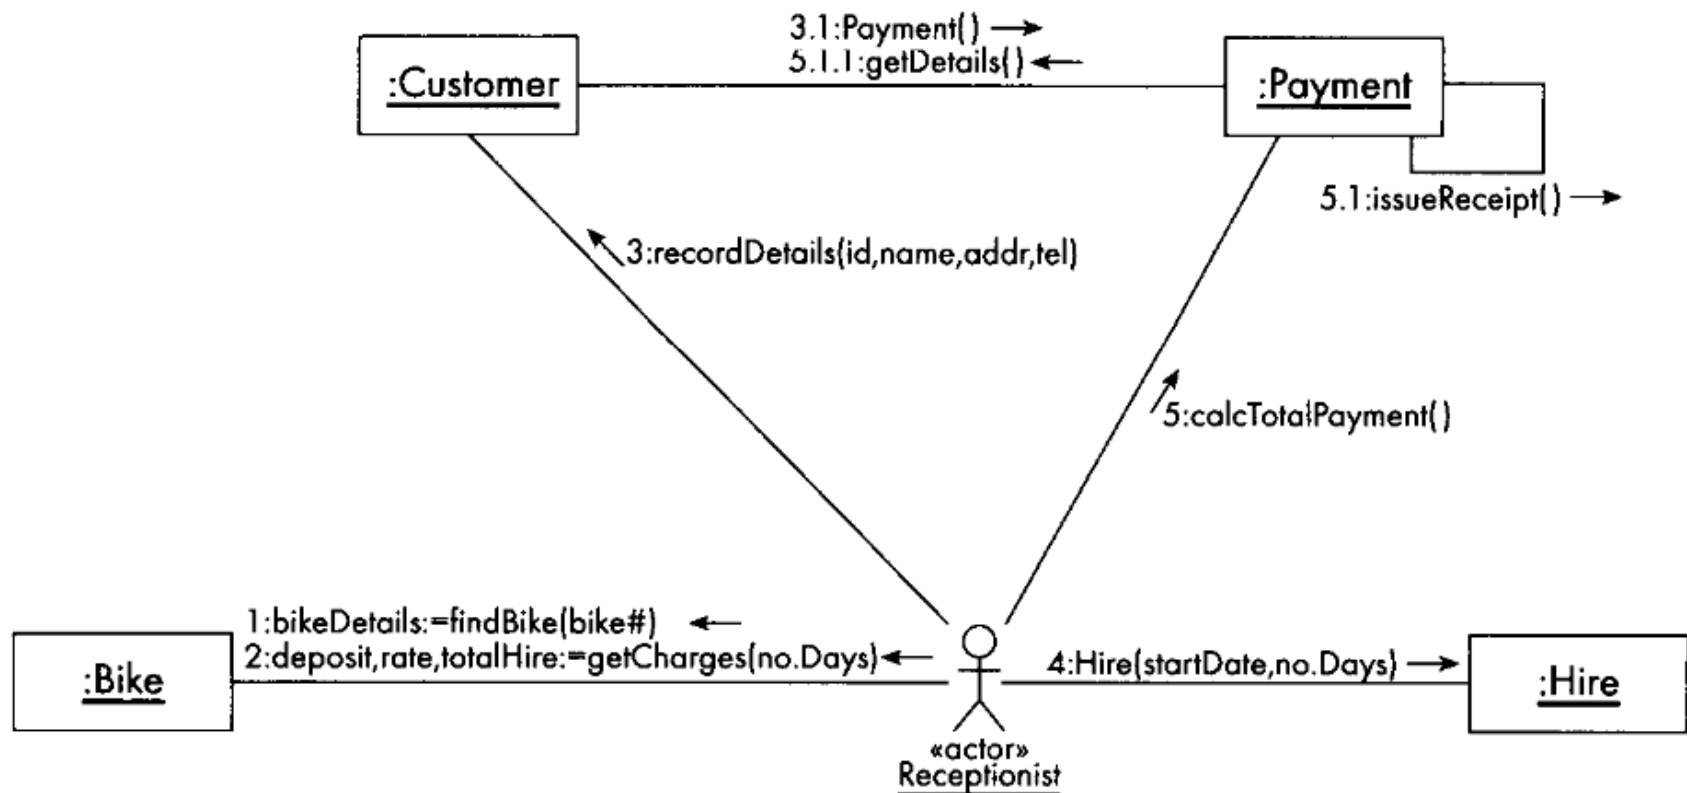 3.1:Payment()
5.1.1:getDetails()
:Customer
:Payment
5.1:issueReceipt()
3:recordDetails(id,name,addr,tel)
5:calcTotalPayment()
1:bikeDetails:=findBike(bike#)
2:deposit,rate,totalHire:=getCharges(no.Days)
4:Hire(startDate,no.Days)
:Bike
:Hire
«actor»
Receptionist